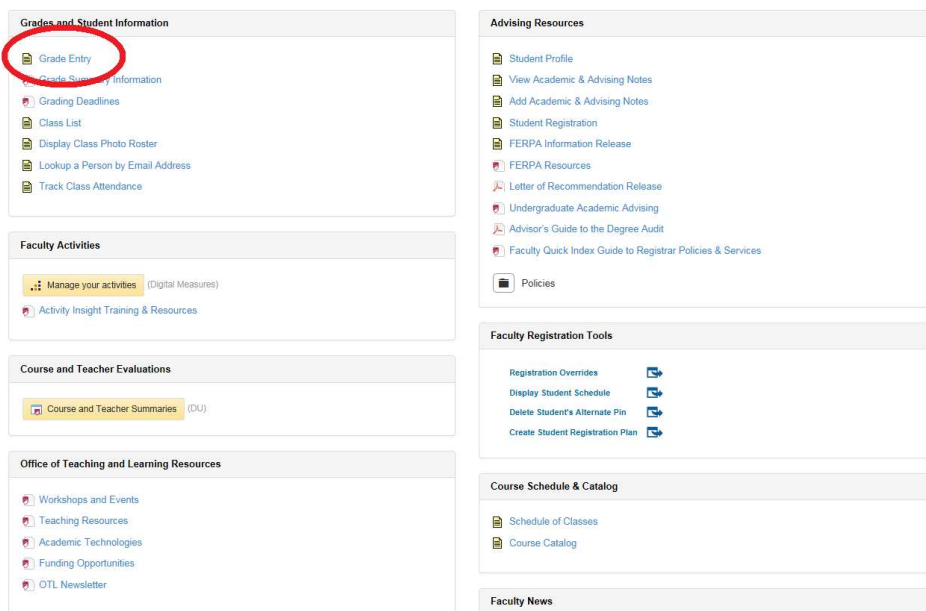 Grades and Student Information
Grade Entry
Grade Summary Information
Grading Deadlines
Class List
Display Class Photo Roster
Lookup a Person by Email Address
Track Class Attendance
Faculty Activities
Manage your activities (Digital Measures)
Activity Insight Training & Resources
Course and Teacher Evaluations
Course and Teacher Summaries (DU)
Office of Teaching and Learning Resources
Workshops and Events
Teaching Resources
Academic Technologies
Funding Opportunities
OTL Newsletter
Advising Resources
Student Profile
View Academic & Advising Notes
Add Academic & Advising Notes
Student Registration
FERPA Information Release
FERPA Resources
Letter of Recommendation Release
Undergraduate Academic Advising
Advisor's Guide to the Degree Audit
Faculty Quick Index Guide to Registrar Policies & Services
Policies
Faculty Registration Tools
Registration Overrides
Display Student Schedule
Delete Student's Alternate Pin
Create Student Registration Plan
Course Schedule & Catalog
Schedule of Classes
Course Catalog
Faculty News